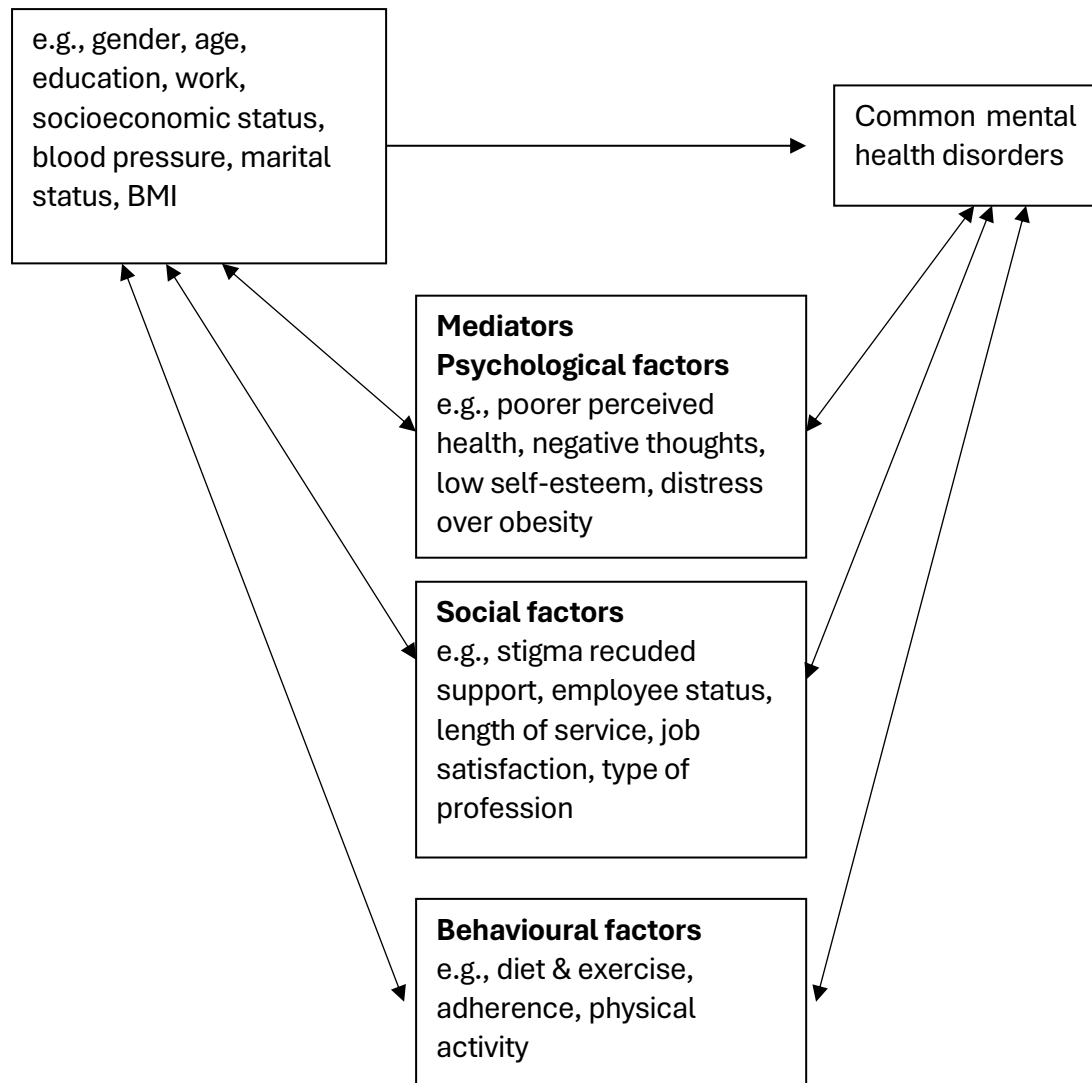 e.g., gender, age,
education, work,
socioeconomic status,
blood pressure, marital
status, BMI
Common mental
health disorders
Mediators
Psychological factors
e.g., poorer perceived
health, negative thoughts,
low self-esteem, distress
over obesity
Social factors
e.g., stigma recuded
support, employee status,
length of service, job
satisfaction, type of
profession
Behavioural factors
e.g., diet & exercise,
adherence, physical
activity